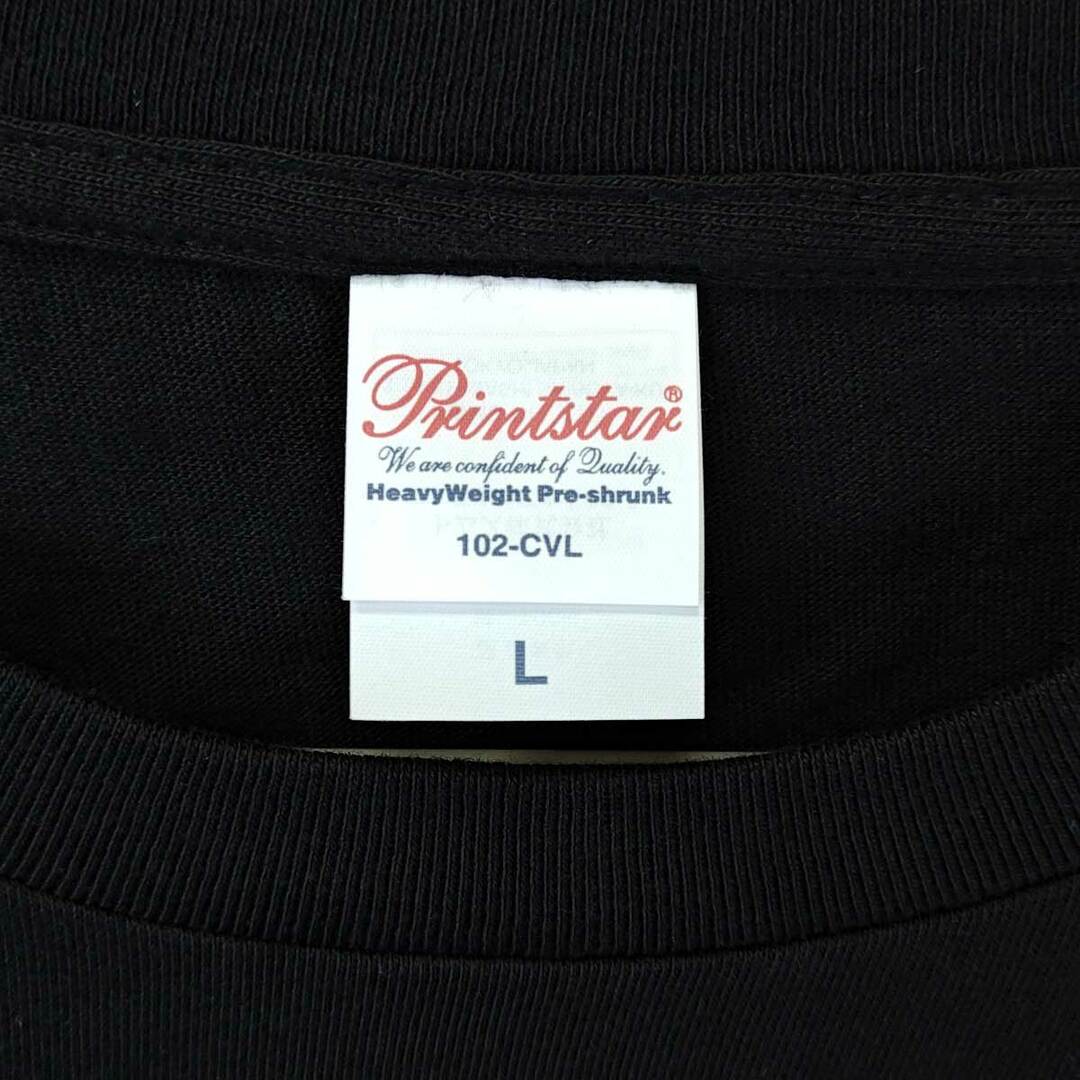 Printstar®
We are confident of Quality.
HeavyWeight Pre-shrunk
102-CVL
L